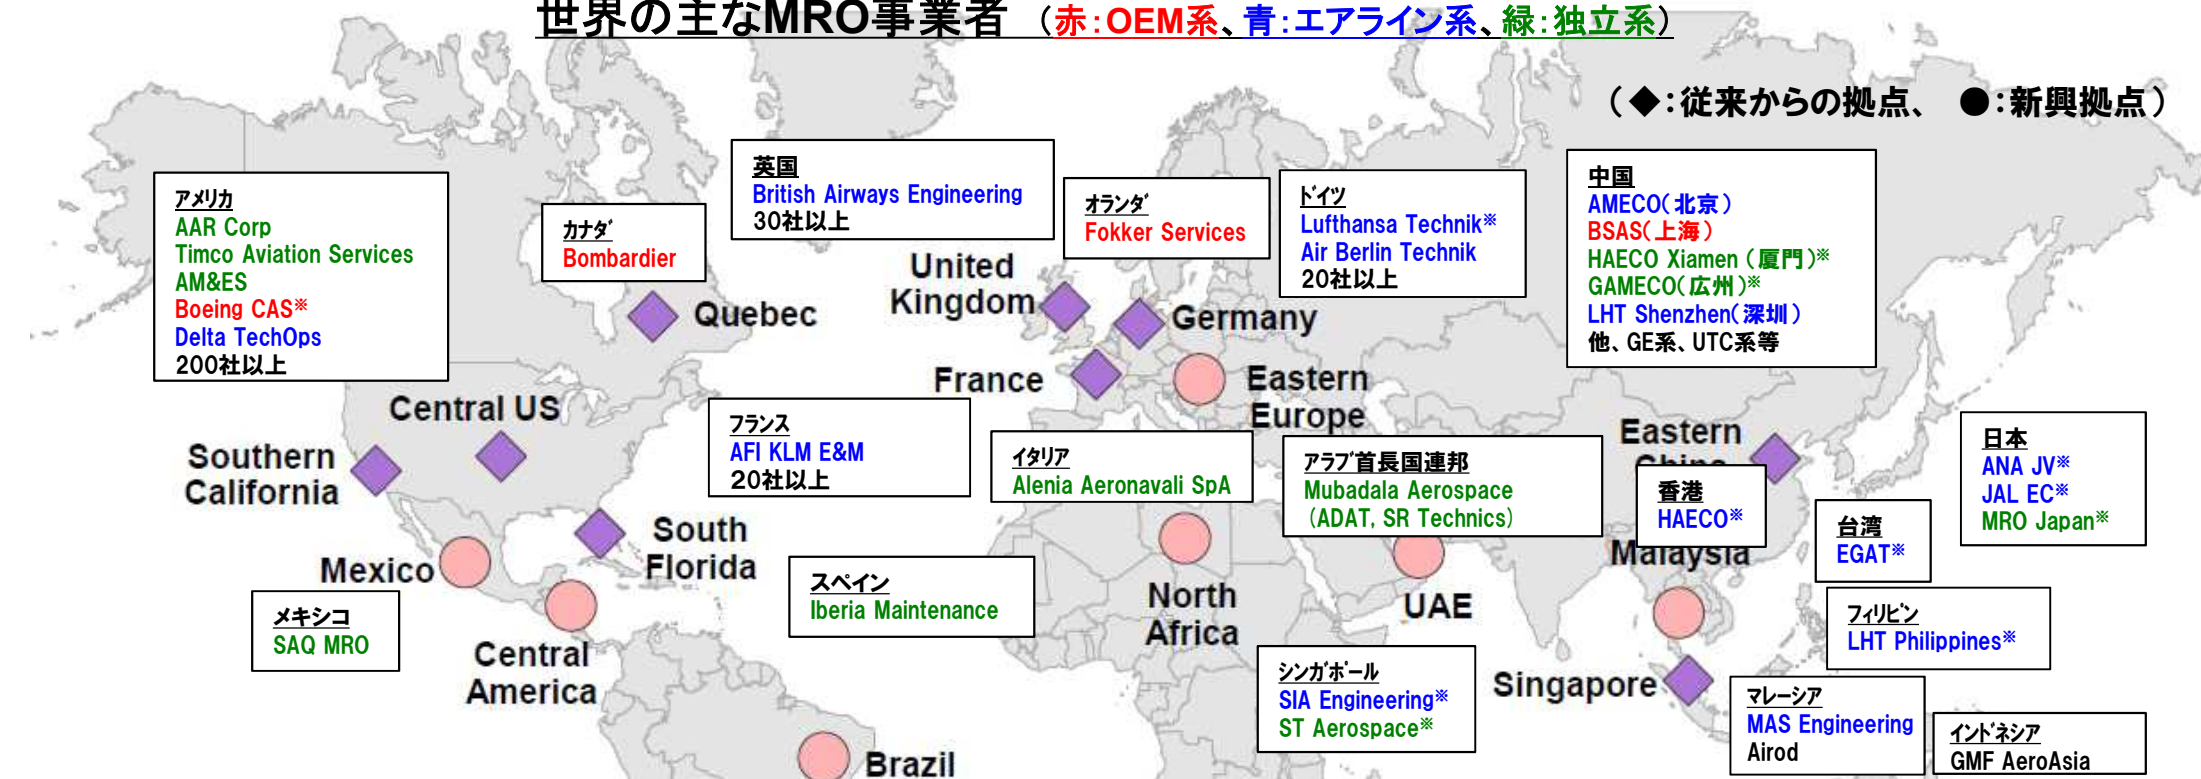 世界の主なMRO事業者 （赤：OEM系、青：エアライン系、緑：独立系）
（◆：従来からの拠点、 ●：新興拠点）
アメリカ
AAR Corp
Timco Aviation Services
AM&ES
Boeing CAS※
Delta TechOps
200社以上
カナダ
Bombardier
Quebec
英国
British Airways Engineering
30社以上
United
Kingdom
オランダ
Fokker Services
ドイツ
Lufthansa Technik※
Air Berlin Technik
20社以上
Germany
中国
AMECO（北京）
BSAS（上海）
HAECO Xiamen（厦門）※
GAMECO（広州）※
LHT Shenzhen（深圳）
他、GE系、UTC系等
France
Eastern
Europe
Central US
Southern
California
フランス
AFI KLM E&M
20社以上
イタリア
Alenia Aeronavali SpA
アラブ首長国連邦
Mubadala Aerospace
（ADAT, SR Technics）
Eastern
China
香港
HAECO※
日本
ANA JV※
JAL EC※
MRO Japan※
台湾
EGAT※
South
Florida
Mexico
メキシコ
SAQ MRO
Central
America
スペイン
Iberia Maintenance
North
Africa
UAE
Malaysia
フィリピン
LHT Philippines※
シンガポール
SIA Engineering※
ST Aerospace※
Singapore
マレーシア
MAS Engineering
Airod
インドネシア
GMF AeroAsia
Brazil